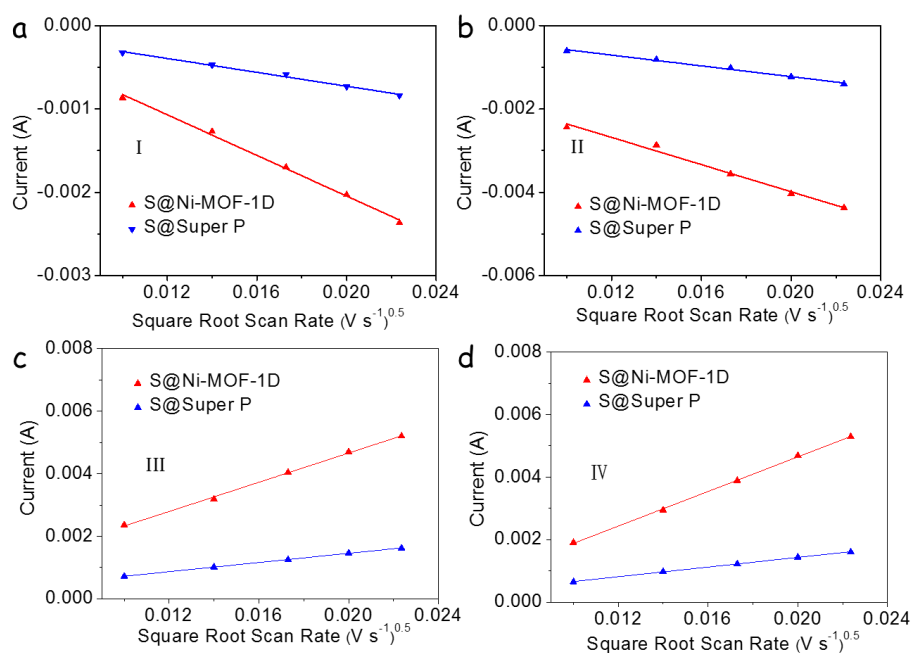 a
0.000
-0.001
-0.002
-0.003
Current (A)
I
S@Ni-MOF-1D
S@Super P
0.012 0.016 0.020 0.024
Square Root Scan Rate (V s⁻¹)⁰·⁵
b
0.000
-0.002
-0.004
-0.006
Current (A)
II
S@Ni-MOF-1D
S@Super P
0.012 0.016 0.020 0.024
Square Root Scan Rate (V s⁻¹)⁰·⁵
c
0.008
0.006
0.004
0.002
0.000
Current (A)
S@Ni-MOF-1D
S@Super P
III
0.012 0.016 0.020 0.024
Square Root Scan Rate (V s⁻¹)⁰·⁵
d
0.008
0.006
0.004
0.002
0.000
Current (A)
S@Ni-MOF-1D
S@Super P
IV
0.012 0.016 0.020 0.024
Square Root Scan Rate (V s⁻¹)⁰·⁵